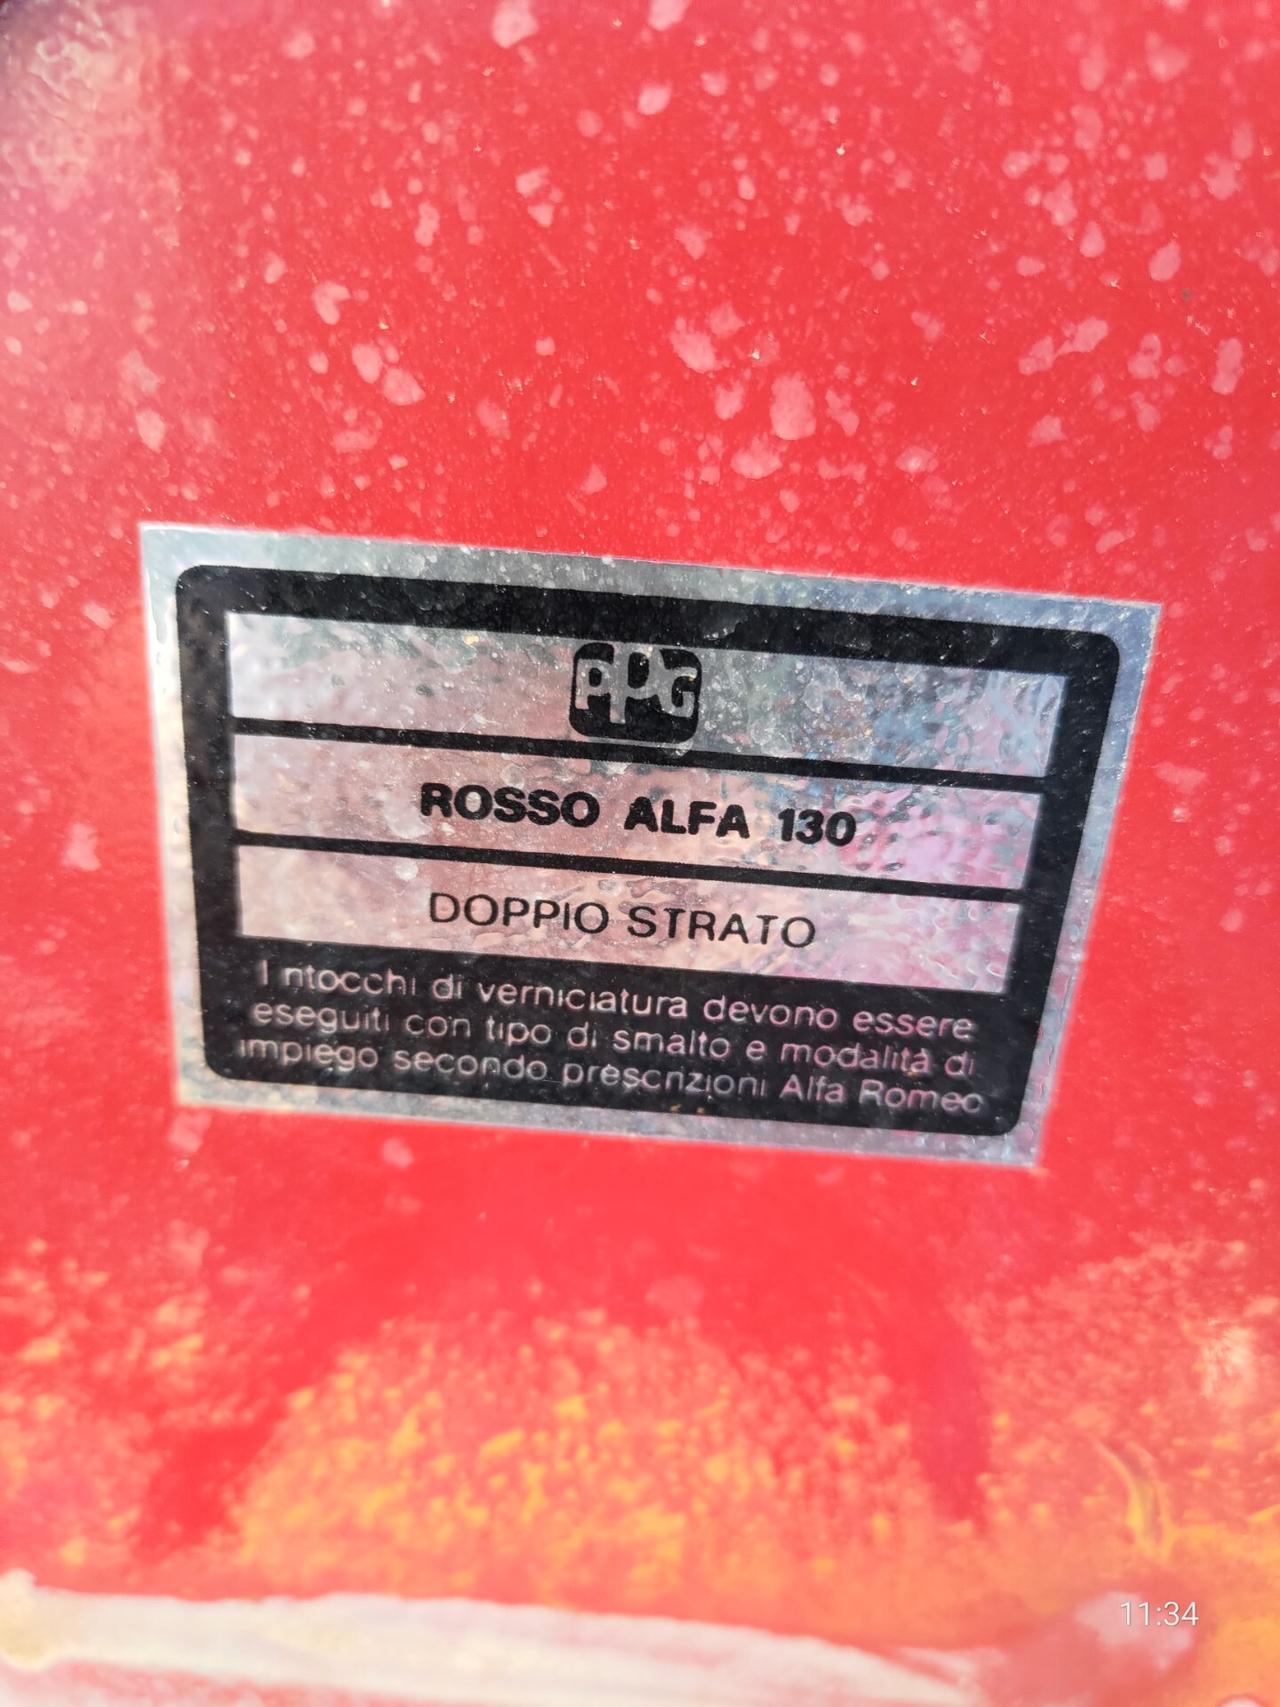 PPG
ROSSO ALFA 130
DOPPIO STRATO
I ritocchi di verniciatura devono essere
eseguiti con tipo di smalto e modalità di
impiego secondo prescrizioni Alfa Romeo
11:34